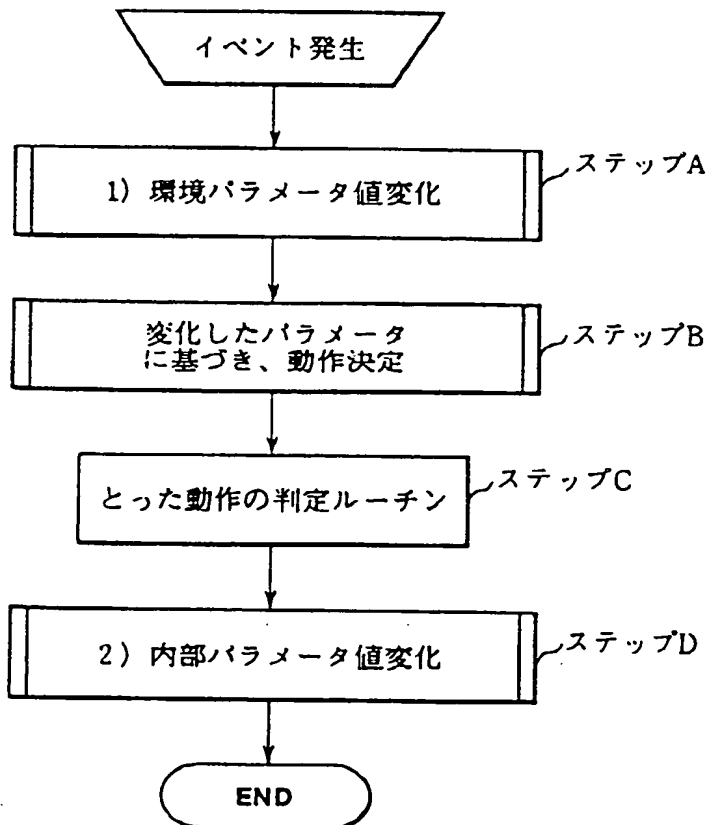 イベント発生
1) 環境パラメータ値変化
ステップA
変化したパラメータ
に基づき、動作決定
ステップB
とった動作の判定ルーチン
ステップC
2) 内部パラメータ値変化
ステップD
END